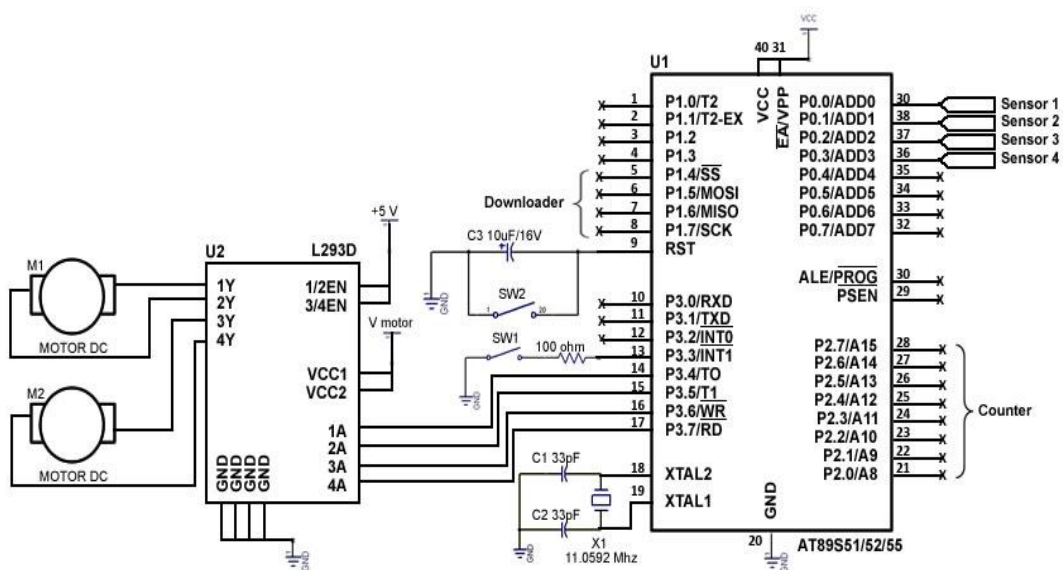 VCC
40 31
U1
VCC
EA/VPP
1 P1.0/T2
2 P1.1/T2-EX
3 P1.2
4 P1.3
5 P1.4/SS
6 P1.5/MOSI
7 P1.6/MISO
8 P1.7/SCK
9 RST
Downloader
C3 10uF/16V
SW2
1 20
GND
10 P3.0/RXD
11 P3.1/TXD
12 P3.2/INT0
13 P3.3/INT1
14 P3.4/TO
15 P3.5/T1
16 P3.6/WR
17 P3.7/RD
SW1
100 ohm
GND
18 XTAL2
19 XTAL1
C1 33pF
C2 33pF
X1
11.0592 Mhz
GND
P0.0/ADD0 30 Sensor 1
P0.1/ADD1 38 Sensor 2
P0.2/ADD2 37 Sensor 3
P0.3/ADD3 36 Sensor 4
P0.4/ADD4 35
P0.5/ADD5 34
P0.6/ADD6 33
P0.7/ADD7 32
ALE/PROG 30
PSEN 29
P2.7/A15 28
P2.6/A14 27
P2.5/A13 26
P2.4/A12 25
P2.3/A11 24
P2.2/A10 23
P2.1/A9 22
P2.0/A8 21
Counter
GND
20
GND
AT89S51/52/55
+5 V
U2 L293D
M1
MOTOR DC
M2
MOTOR DC
1Y
2Y
3Y
4Y
1/2EN
3/4EN
V motor
VCC1
VCC2
1A
2A
3A
4A
GND
GND
GND
GND
GND